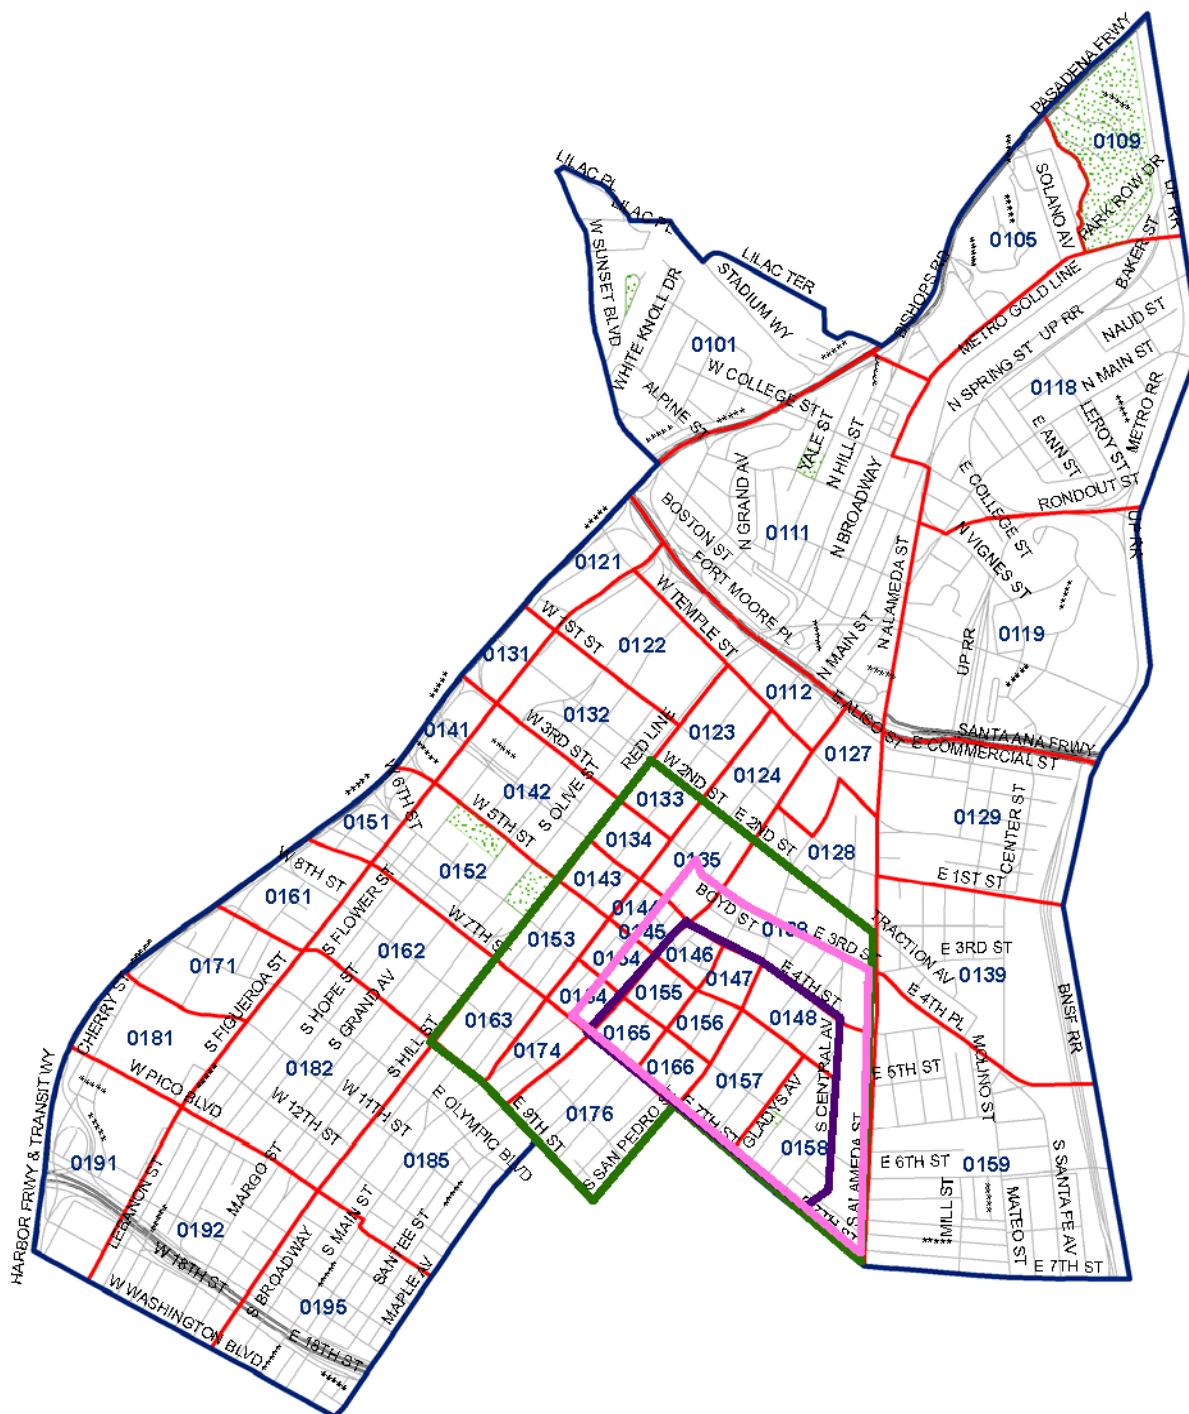 PASADENA FRWY
*****
0109
LILAC PL
*****
SOLANO AV
PARK ROW DR
UP RR
LILAC PL
*****
W SUNSET BLVD
0105
BAKER ST
LILAC TER
*****
STADIUM WY
BISHOPS RD
METRO GOLD LINE
WHITE KNOLL DR
UP RR
NAUD ST
0101
*****
N SPRING ST
N MAIN ST
W COLLEGE ST
*****
0118
*****
METRO RR
ALPINE ST
*****
LEROY ST
*****
YALE ST
N HILL ST
E ANN ST
N GRAND AV
N BROADWAY
E COLLEGE ST
RONDOUT ST
BOSTON ST
*****
0111
N VIGNES ST
UP RR
0121
FORT MOORE PL
N ALAMEDA ST
*****
W TEMPLE ST
W 1ST ST
0122
*****
N MAIN ST
0119
UP RR
0131
*****
*****
*****
0112
0132
RED LINE
E ALISO ST
0141
W 3RD ST
0123
SANTA ANA FRWY
*****
*****
0127
E COMMERCIAL ST
W 2ND ST
W 6TH ST
0142
S OLIVE ST
0124
*****
0133
0151
W 5TH ST
E 2ND ST
0129
CENTER ST
0134
W 8TH ST
0152
0135
0128
0143
E 1ST ST
0161
S FLOWER ST
BOYD ST
0144
W 7TH ST
TRACTION AV
0145
0138
E 3RD ST
E 3RD ST
*****
0153
0162
0146
0171
0164
0147
E 4TH ST
0139
CHERRY ST
S FIGUEROA ST
S HOPE ST
S GRAND AV
0154
0155
E 4TH PL
BNSF RR
0163
0148
0181
0165
0156
S CENTRAL AV
S HILL ST
0174
HARBOR FRWY & TRANSITWY
0182
0166
0157
E 5TH ST
MOLINO ST
W PICO BLVD
*****
*****
W 12TH ST
W 11TH ST
E OLYMPIC BLVD
E 9TH ST
0176
S SAN PEDRO ST
E 7TH ST
GLADYS AV
*****
0158
S ALAMEDA ST
0191
0185
E 6TH ST
0159
LEBANON ST
MARGO ST
*****
*****
S SANTA FE AV
*****
0192
S MAIN ST
SANTEE ST
MILL ST
MATEO ST
W 18TH ST
*****
E 7TH ST
S BROADWAY
*****
MAPLE AV
W WASHINGTON BLVD
0195
E 18TH ST
*****
*****